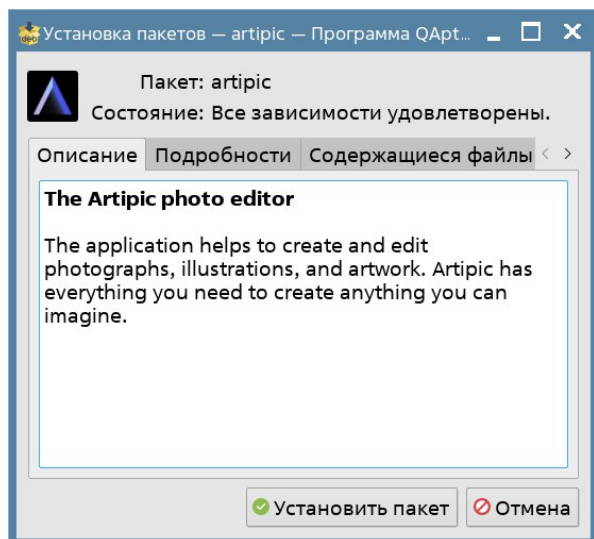 Установка пакетов — artipic — Программа QApt...
Пакет: artipic
Состояние: Все зависимости удовлетворены.
Описание Подробности Содержащиеся файлы
The Artipic photo editor
The application helps to create and edit
photographs, illustrations, and artwork. Artipic has
everything you need to create anything you can
imagine.
Установить пакет Отмена